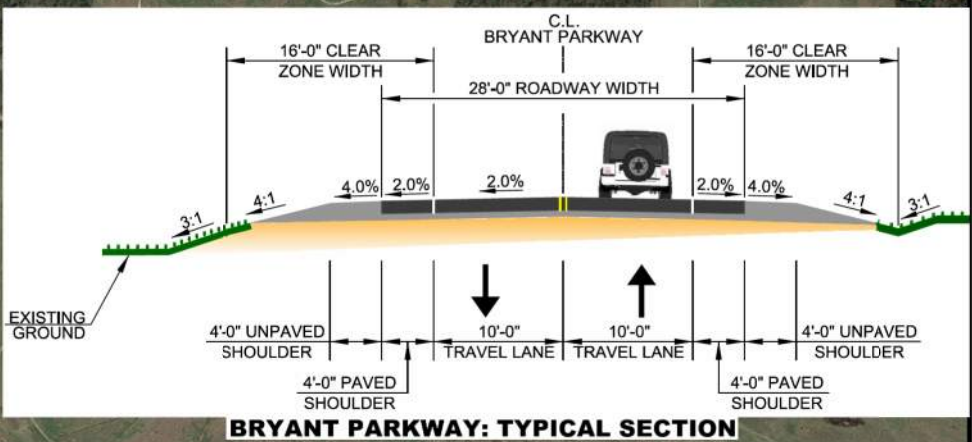 C.L.
BRYANT PARKWAY
16'-0" CLEAR
ZONE WIDTH
16'-0" CLEAR
ZONE WIDTH
28'-0" ROADWAY WIDTH
3:1
4:1
4.0%
2.0%
2.0%
2.0%
4.0%
4:1
3:1
EXISTING
GROUND
4'-0" UNPAVED
SHOULDER
10'-0"
TRAVEL LANE
10'-0"
TRAVEL LANE
4'-0" UNPAVED
SHOULDER
4'-0" PAVED
SHOULDER
4'-0" PAVED
SHOULDER
BRYANT PARKWAY: TYPICAL SECTION